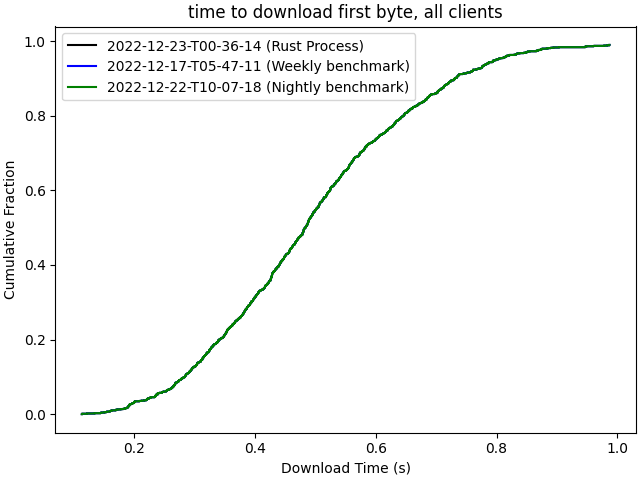 time to download first byte, all clients
2022-12-23-T00-36-14 (Rust Process)
2022-12-17-T05-47-11 (Weekly benchmark)
2022-12-22-T10-07-18 (Nightly benchmark)
Cumulative Fraction
1.0
0.8
0.6
0.4
0.2
0.0
0.2 0.4 0.6 0.8 1.0
Download Time (s)